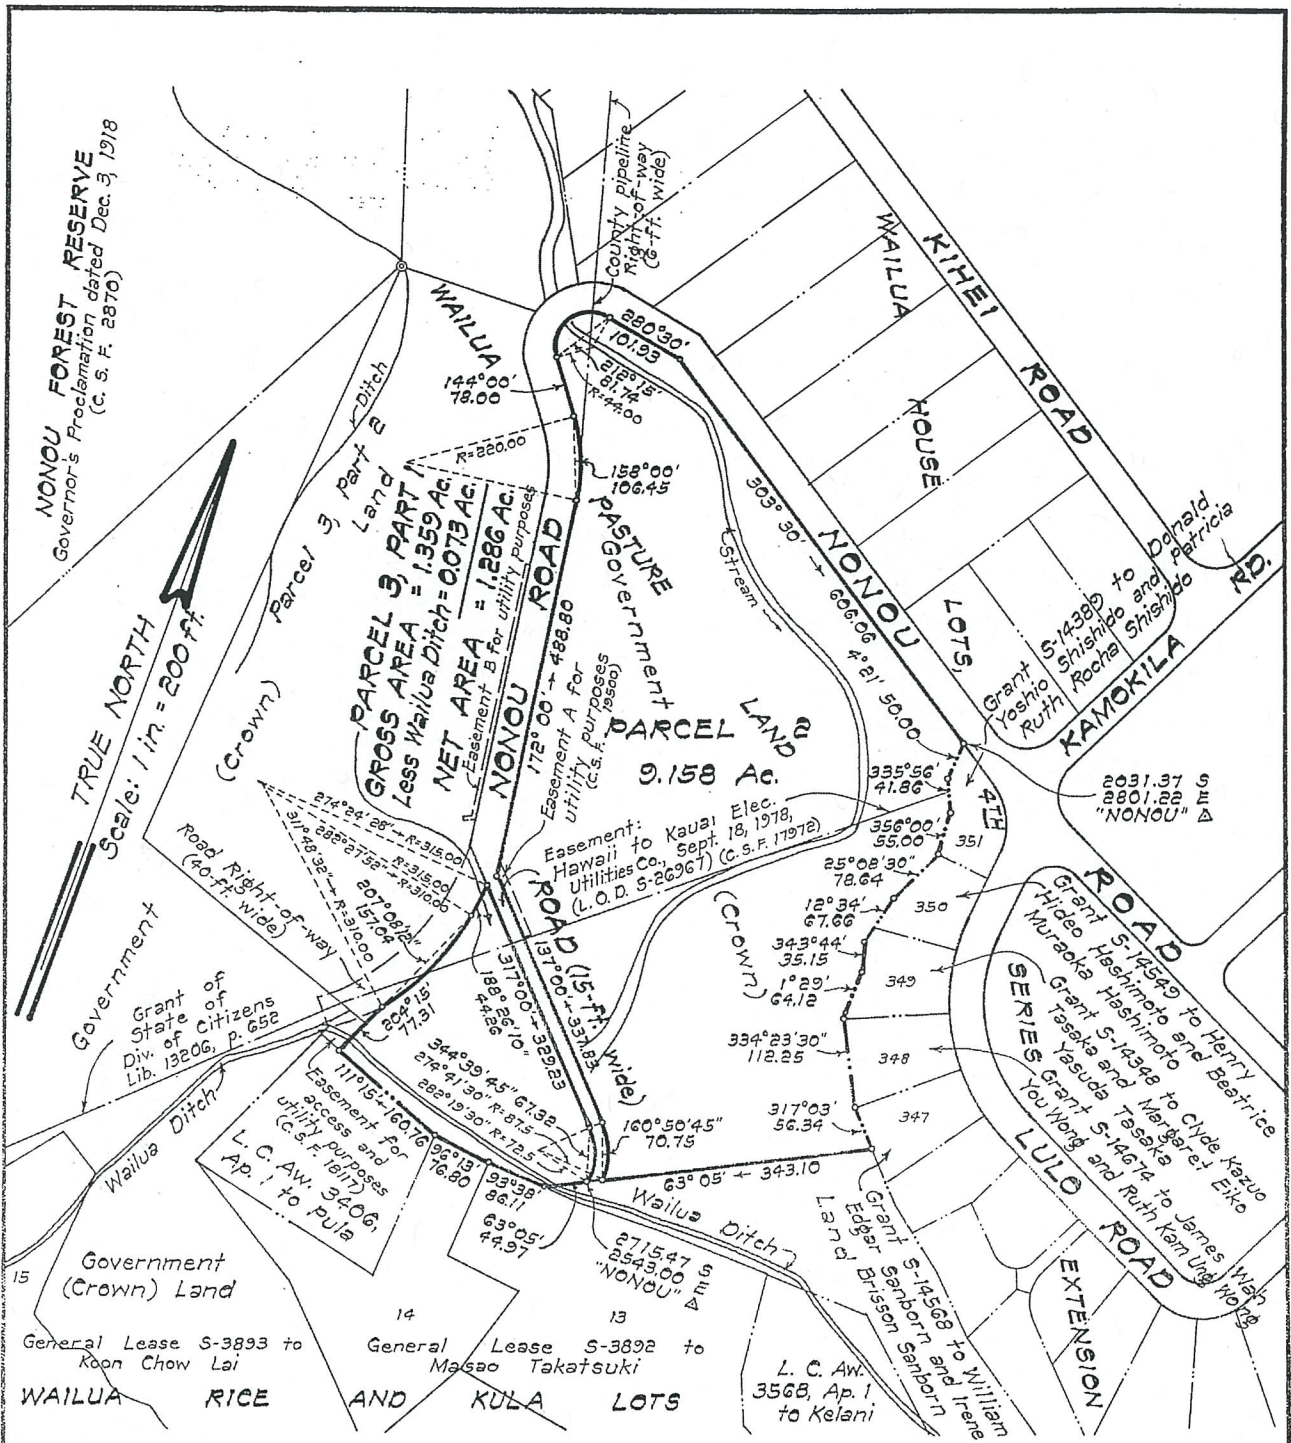 NONOU FOREST RESERVE
Governor's Proclamation dated Dec. 3, 1918
(C. S. F. 2870)
TRUE NORTH
Scale: 1 in. = 200 ft.
WAILUA
Ditch
County pipeline
Right-of-way
(6-ft. wide)
WAILUA
HOUSE
LOTS,
KIHEI ROAD
280°30'
101.93
212°15'
81.74
R=44.00
144°00'
78.00
R=220.00
158°00'
106.45
Parcel 3, Part 2
Land
(Crown)
Government
PARCEL 3, PART 1
GROSS AREA = 1.359 Ac.
Less Wailua Ditch = 0.073 Ac.
NET AREA = 1.286 Ac.
Easement B for utility purposes
NONOU ROAD
172°00' 488.80
Easement A for
utility purposes
(C.S.F. 19500)
PASTURE
Government
LAND
PARCEL 2
9.158 Ac.
(Crown)
Stream
303°30' 606.06
NONOU
ROAD
4°21' 50.00
Grant S-14389 to Donald
Yoshio Shishido and Patricia
Ruth Rocha Shishido
KAMOKILA RD.
2031.37 S
2801.22 E
"NONOU" Δ
4TH
335°56'
41.86
356°00'
55.00
25°08'30"
78.64
12°34'
67.66
343°44'
35.15
1°29'
64.12
334°23'30"
112.25
317°03'
56.34
351
350
349
348
347
Easement:
Hawaii to Kauai Elec.
Utilities Co., Sept. 18, 1978,
(L.O.D. S-26967) (C.S.F. 17972)
274°24'26" R=315.00
R=315.00
R=310.00
311°48'32" R=310.00
207°08'12"
157.04
Road Right-of-way
(40-ft. wide)
204°15'
77.31
188°26'10"
44.26
317°00' 329.23
137°00' 337.83
ROAD (15-ft. wide)
Grant of
State of
Div. of Citizens
Lib. 13206, P. 652
Wailua Ditch
111°15' 160.76
Easement for
access and
utility purposes
(C.S.F. 18117)
L. C. Aw. 3406,
Ap. 1 to Pula
344°39'45" 67.32
274°41'30" R=87.5
282°19'30" R=72.5
160°50'45"
70.75
96°13'
76.80
93°38'
86.11
63°05'
44.97
63°05' 343.10
2715.47 S
2543.00 E
"NONOU" Δ
Wailua Ditch
Grant S-14549 to Henry
Hideo Hashimoto and Beatrice
Muraoka Hashimoto
Grant S-14348 to Clyde Kazuo
Tasaka and Margaret Eiko
Yasuda Tasaka
Grant S-14674 to James Wah
You Wong and Ruth Kam Ung Wong
SERIES
LULO ROAD
EXTENSION
Grant S-14568 to William
Edgar Sanborn and Irene
Land Brisson Sanborn
15
Government
(Crown) Land
14
13
General Lease S-3893 to
Koon Chow Lai
General Lease S-3892 to
Masao Takatsuki
L. C. Aw.
3568, Ap. 1
to Kelani
WAILUA RICE AND KULA LOTS